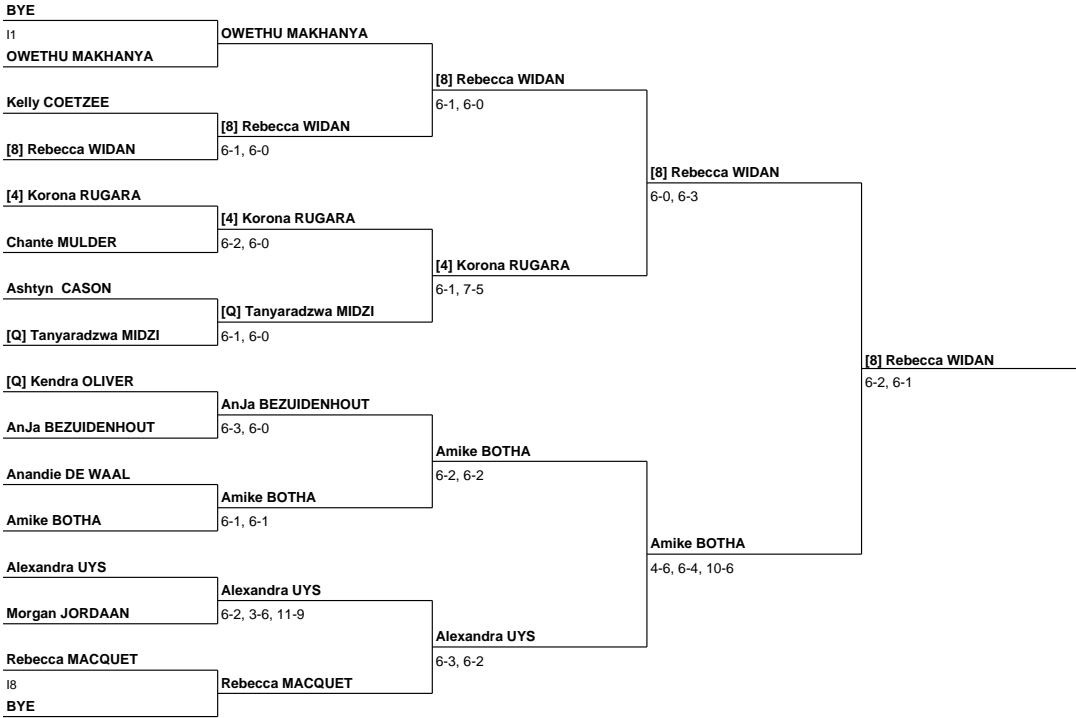 BYE
I1
OWETHU MAKHANYA
Kelly COETZEE
[8] Rebecca WIDAN
[4] Korona RUGARA
Chante MULDER
Ashtyn CASON
[Q] Tanyaradzwa MIDZI
[Q] Kendra OLIVER
AnJa BEZUIDENHOUT
Anandie DE WAAL
Amike BOTHA
Alexandra UYS
Morgan JORDAAN
Rebecca MACQUET
I8
BYE
OWETHU MAKHANYA
[8] Rebecca WIDAN
6-1, 6-0
[4] Korona RUGARA
6-2, 6-0
[Q] Tanyaradzwa MIDZI
6-1, 6-0
AnJa BEZUIDENHOUT
6-3, 6-0
Amike BOTHA
6-1, 6-1
Alexandra UYS
6-2, 3-6, 11-9
Rebecca MACQUET
[8] Rebecca WIDAN
6-1, 6-0
[4] Korona RUGARA
6-1, 7-5
Amike BOTHA
6-2, 6-2
Alexandra UYS
6-3, 6-2
[8] Rebecca WIDAN
6-0, 6-3
Amike BOTHA
4-6, 6-4, 10-6
[8] Rebecca WIDAN
6-2, 6-1